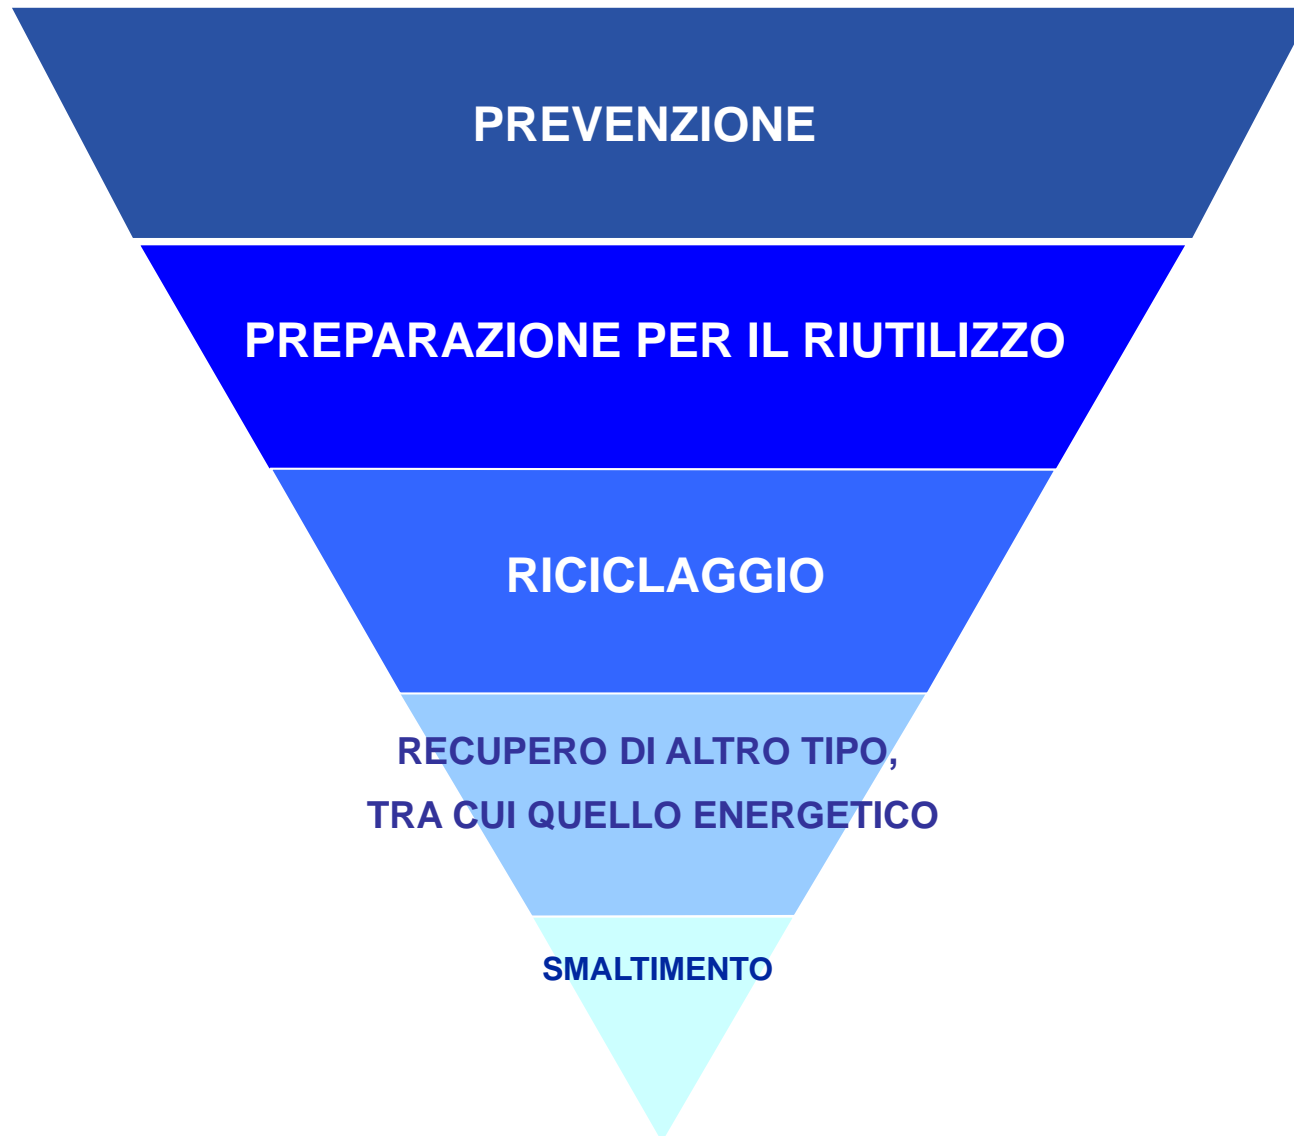 PREVENZIONE
PREPARAZIONE PER IL RIUTILIZZO
RICICLAGGIO
RECUPERO DI ALTRO TIPO,
TRA CUI QUELLO ENERGETICO
SMALTIMENTO